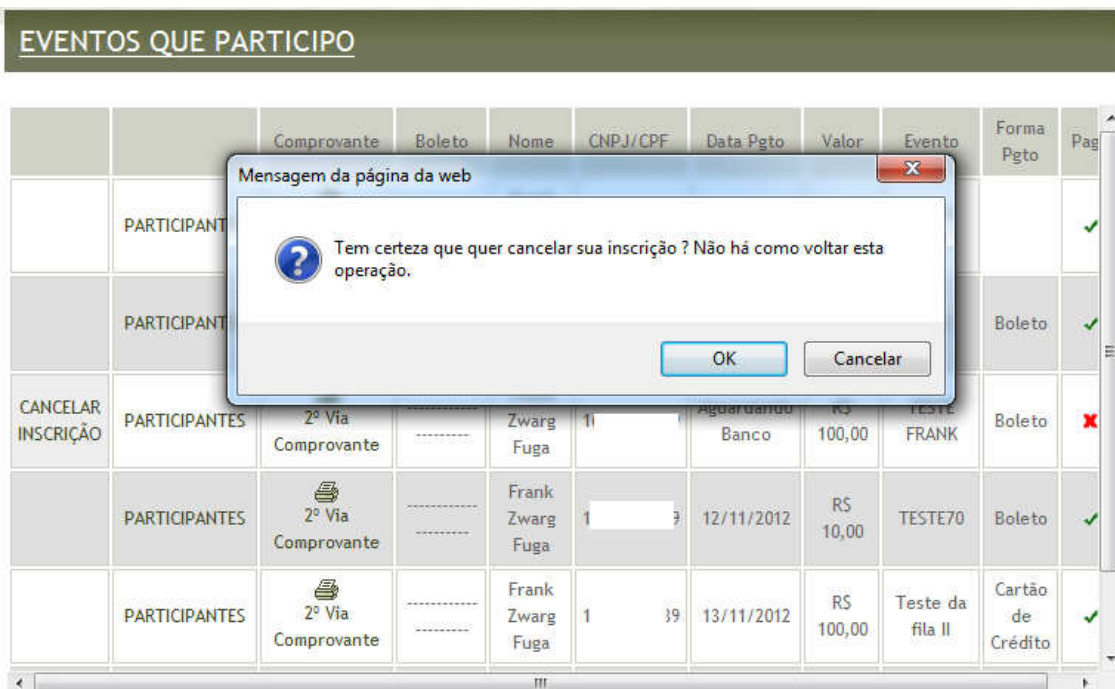 EVENTOS QUE PARTICIPO
Comprovante Boleto Nome CNPJ/CPF Data Pgto Valor Evento Forma Pgto Pag
Mensagem da página da web
Tem certeza que quer cancelar sua inscrição ? Não há como voltar esta
operação.
OK Cancelar
PARTICIPANT
PARTICIPANT Boleto
CANCELAR INSCRIÇÃO PARTICIPANTES 2º Via Comprovante ------------ --------- Zwarg Fuga Aguardando Banco R$ 100,00 TESTE FRANK Boleto
PARTICIPANTES 2º Via Comprovante ------------ --------- Frank Zwarg Fuga 1 9 12/11/2012 R$ 10,00 TESTE70 Boleto
PARTICIPANTES 2º Via Comprovante ------------ --------- Frank Zwarg Fuga 1 39 13/11/2012 R$ 100,00 Teste da fila II Cartão de Crédito